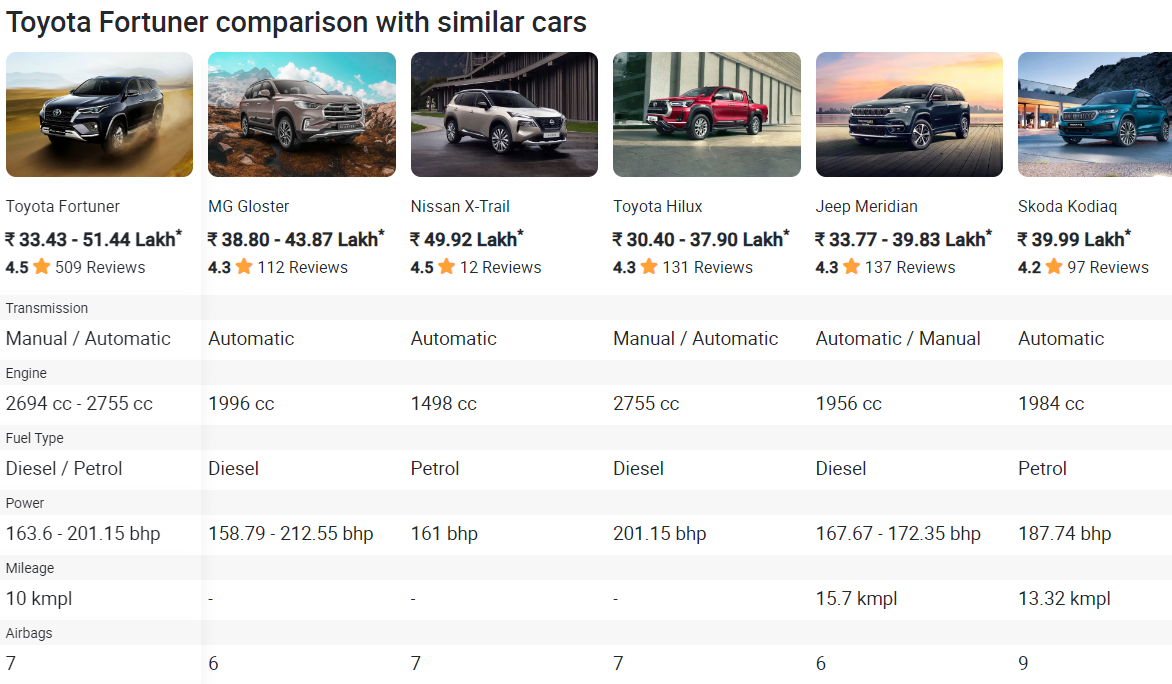 Toyota Fortuner comparison with similar cars
Toyota Fortuner MG Gloster Nissan X-Trail Toyota Hilux Jeep Meridian Skoda Kodiaq
₹ 33.43 - 51.44 Lakh* ₹ 38.80 - 43.87 Lakh* ₹ 49.92 Lakh* ₹ 30.40 - 37.90 Lakh* ₹ 33.77 - 39.83 Lakh* ₹ 39.99 Lakh*
4.5 509 Reviews 4.3 112 Reviews 4.5 12 Reviews 4.3 131 Reviews 4.3 137 Reviews 4.2 97 Reviews
Transmission
Manual / Automatic Automatic Automatic Manual / Automatic Automatic / Manual Automatic
Engine
2694 cc - 2755 cc 1996 cc 1498 cc 2755 cc 1956 cc 1984 cc
Fuel Type
Diesel / Petrol Diesel Petrol Diesel Diesel Petrol
Power
163.6 - 201.15 bhp 158.79 - 212.55 bhp 161 bhp 201.15 bhp 167.67 - 172.35 bhp 187.74 bhp
Mileage
10 kmpl - - - 15.7 kmpl 13.32 kmpl
Airbags
7 6 7 7 6 9